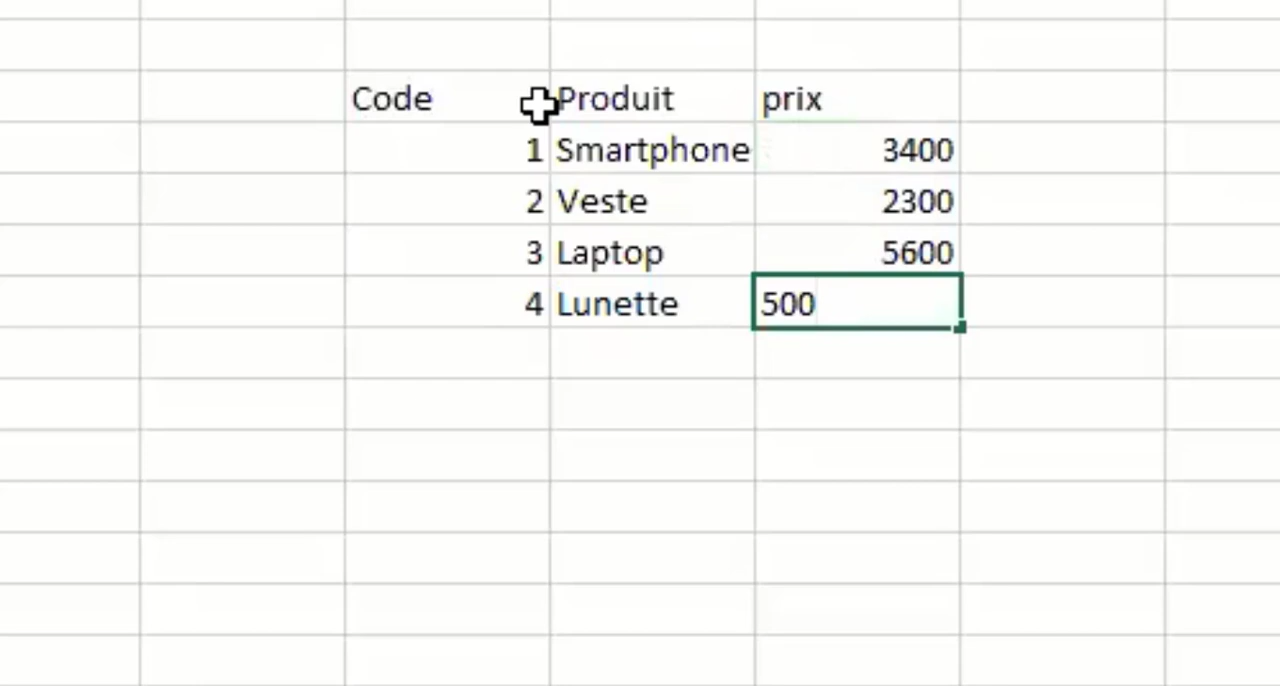 Code Produit prix
1 Smartphone 3400
2 Veste 2300
3 Laptop 5600
4 Lunette 500